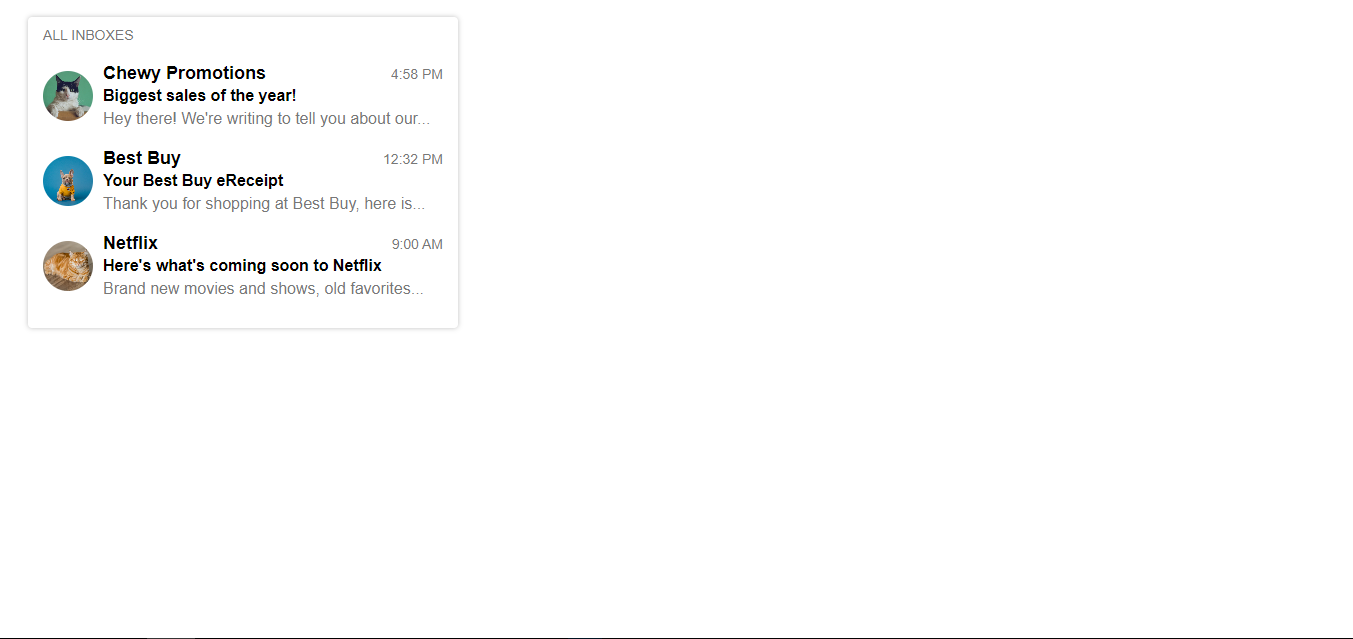 ALL INBOXES
Chewy Promotions 4:58 PM
Biggest sales of the year!
Hey there! We're writing to tell you about our...
Best Buy 12:32 PM
Your Best Buy eReceipt
Thank you for shopping at Best Buy, here is...
Netflix 9:00 AM
Here's what's coming soon to Netflix
Brand new movies and shows, old favorites...